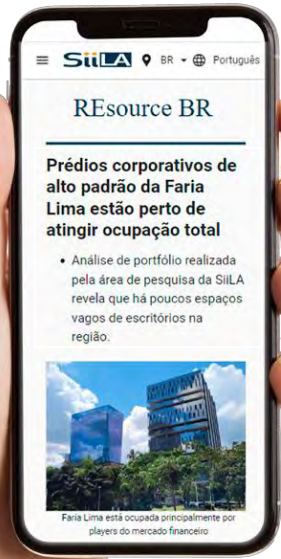 SiiLA BR Português
REsource BR
Prédios corporativos de
alto padrão da Faria
Lima estão perto de
atingir ocupação total
• Análise de portfólio realizada
pela área de pesquisa da SiiLA
revela que há poucos espaços
vagos de escritórios na
região.
Faria Lima está ocupada principalmente por
players do mercado financeiro